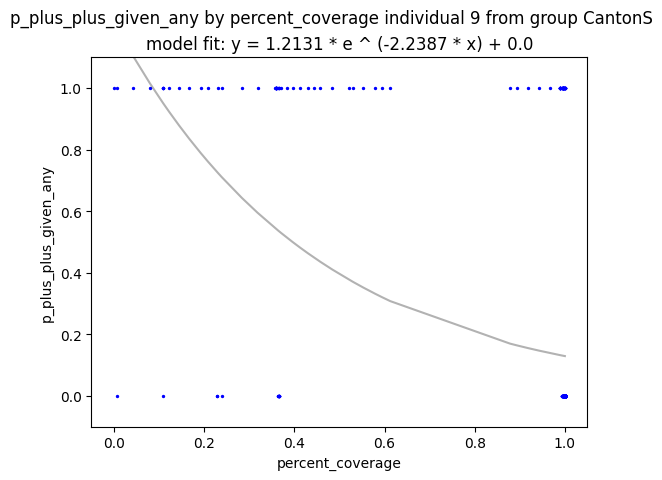 p_plus_plus_given_any by percent_coverage individual 9 from group CantonS
model fit: y = 1.2131 * e ^ (-2.2387 * x) + 0.0
1.0
0.8
0.6
0.4
0.2
0.0
p_plus_plus_given_any
0.0 0.2 0.4 0.6 0.8 1.0
percent_coverage